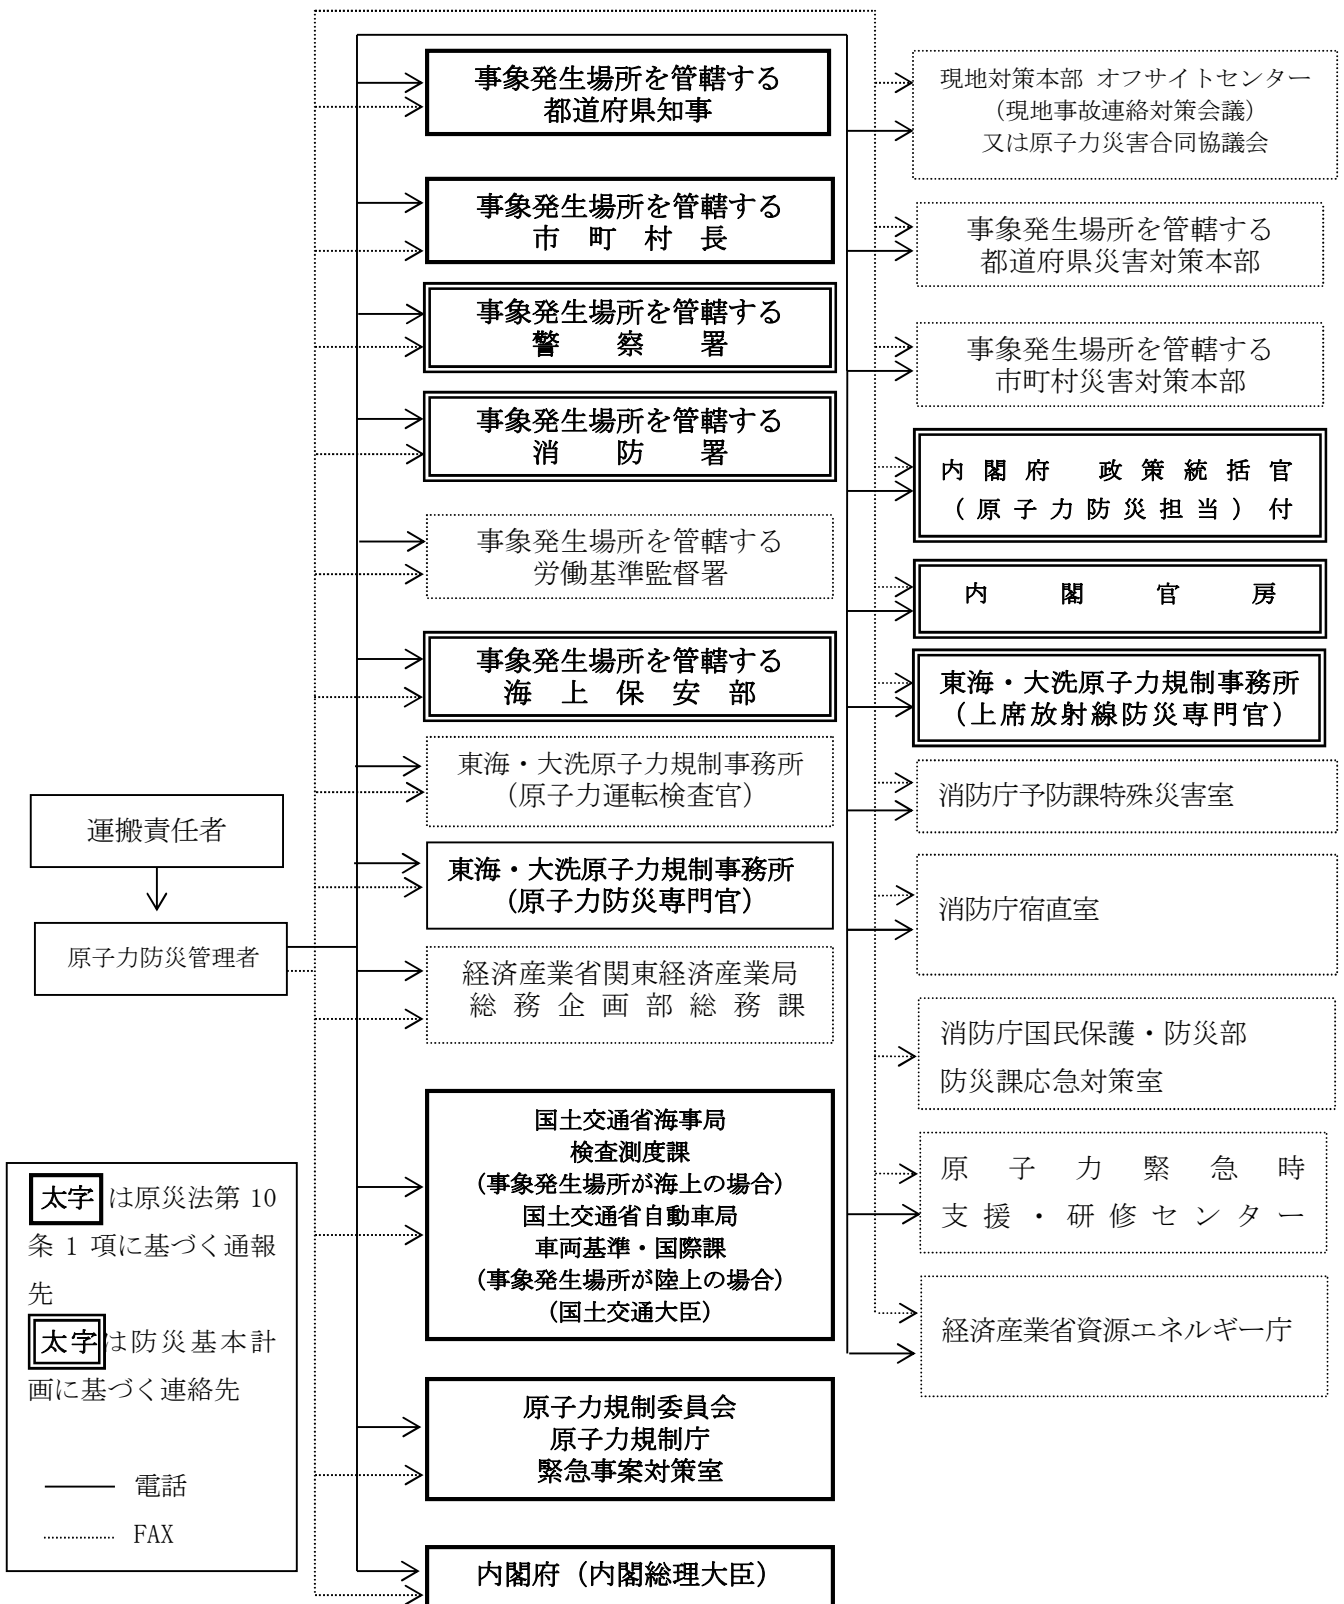 事象発生場所を管轄する
都道府県知事
事象発生場所を管轄する
市 町 村 長
事象発生場所を管轄する
警 察 署
事象発生場所を管轄する
消 防 署
事象発生場所を管轄する
労働基準監督署
事象発生場所を管轄する
海 上 保 安 部
東海・大洗原子力規制事務所
（原子力運転検査官）
東海・大洗原子力規制事務所
（原子力防災専門官）
経済産業省関東経済産業局
総 務 企 画 部 総 務 課
国土交通省海事局
検査測度課
（事象発生場所が海上の場合）
国土交通省自動車局
車両基準・国際課
（事象発生場所が陸上の場合）
（国土交通大臣）
原子力規制委員会
原子力規制庁
緊急事案対策室
内閣府（内閣総理大臣）
現地対策本部 オフサイトセンター
（現地事故連絡対策会議）
又は原子力災害合同協議会
事象発生場所を管轄する
都道府県災害対策本部
事象発生場所を管轄する
市町村災害対策本部
内 閣 府 政 策 統 括 官
（ 原 子 力 防 災 担 当 ） 付
内 閣 官 房
東海・大洗原子力規制事務所
（上席放射線防災専門官）
消防庁予防課特殊災害室
消防庁宿直室
消防庁国民保護・防災部
防災課応急対策室
原 子 力 緊 急 時
支 援 ・ 研 修 セ ン タ ー
経済産業省資源エネルギー庁
運搬責任者
原子力防災管理者
太字 は原災法第 10
条 1 項に基づく通報
先
太字は防災基本計
画に基づく連絡先
電話
FAX